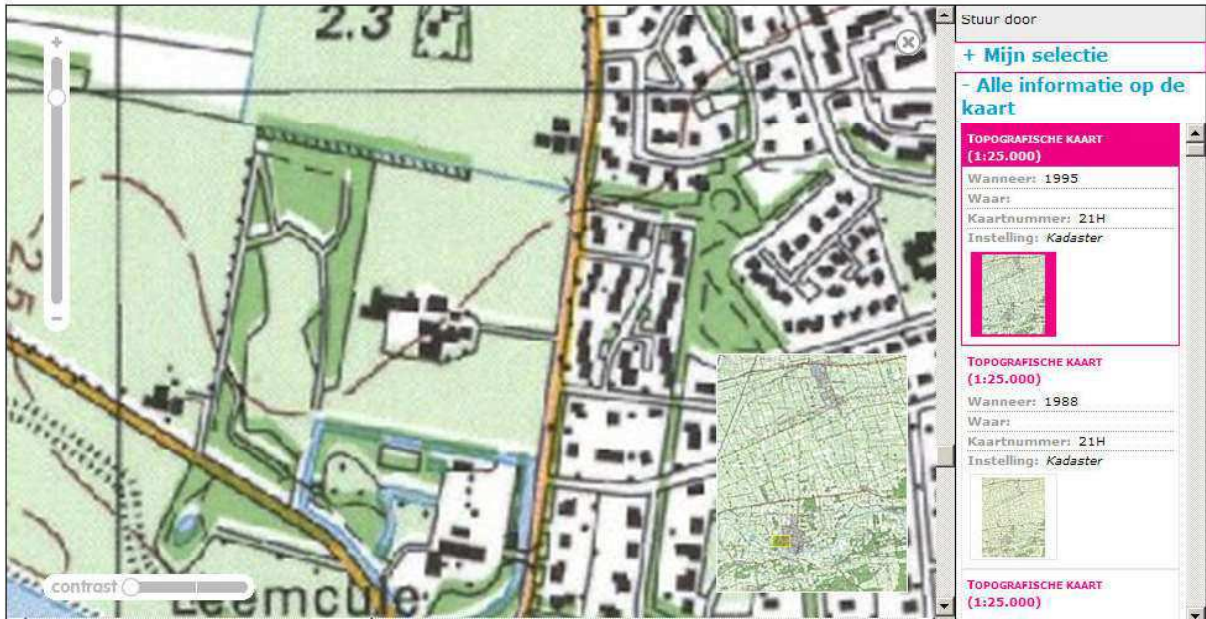 2.3
+
2.5
–
contrast
Leemcule
Stuur door
+ Mijn selectie
- Alle informatie op de
kaart
TOPOGRAFISCHE KAART
(1:25.000)
Wanneer: 1995
Waar:
Kaartnummer: 21H
Instelling: Kadaster
TOPOGRAFISCHE KAART
(1:25.000)
Wanneer: 1988
Waar:
Kaartnummer: 21H
Instelling: Kadaster
TOPOGRAFISCHE KAART
(1:25.000)